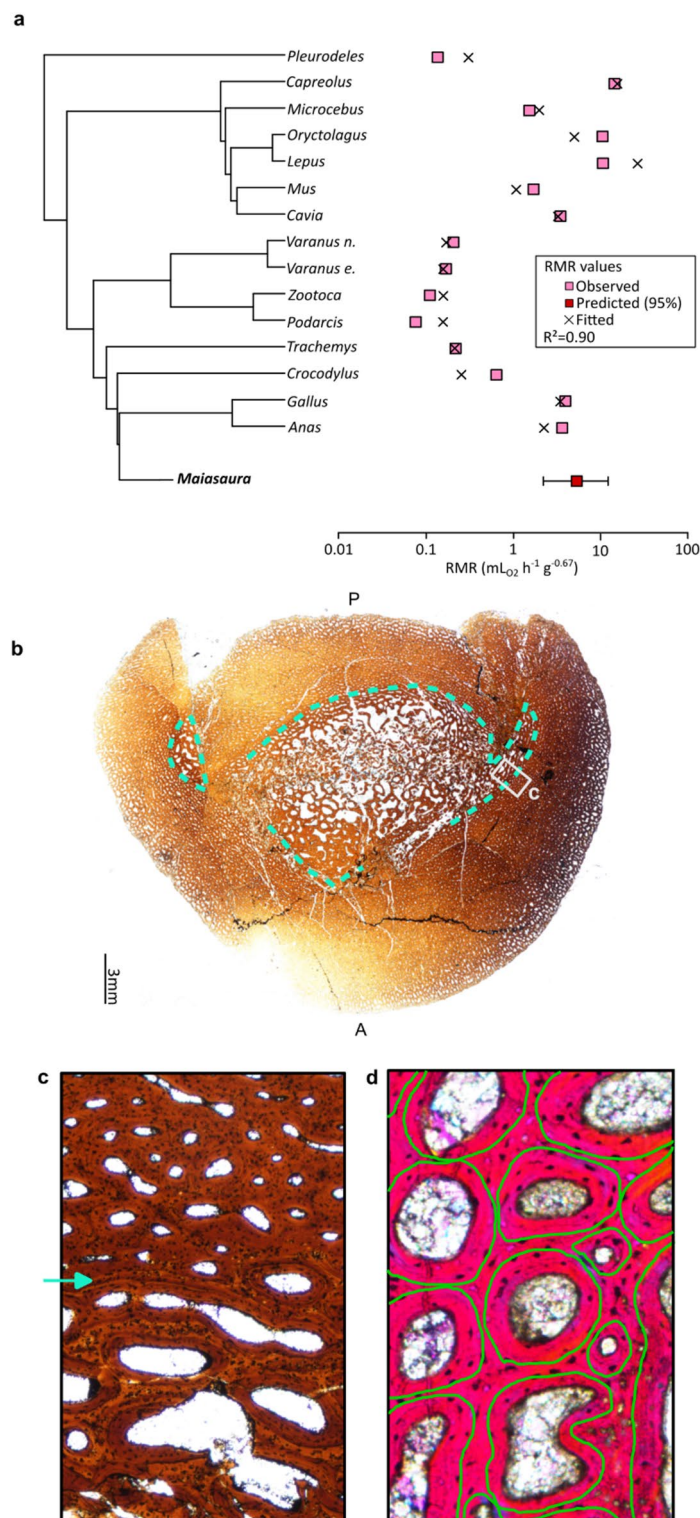 a
Pleurodeles
Capreolus
Microcebus
Oryctolagus
Lepus
Mus
Cavia
Varanus n.
Varanus e.
Zootoca
Podarcis
Trachemys
Crocodylus
Gallus
Anas
Maiasaura
RMR values
Observed
Predicted (95%)
Fitted
R²=0.90
0.01 0.1 1 10 100
RMR (mL_O2 h⁻¹ g⁻⁰·⁶⁷)
P
b
c
3mm
A
c d